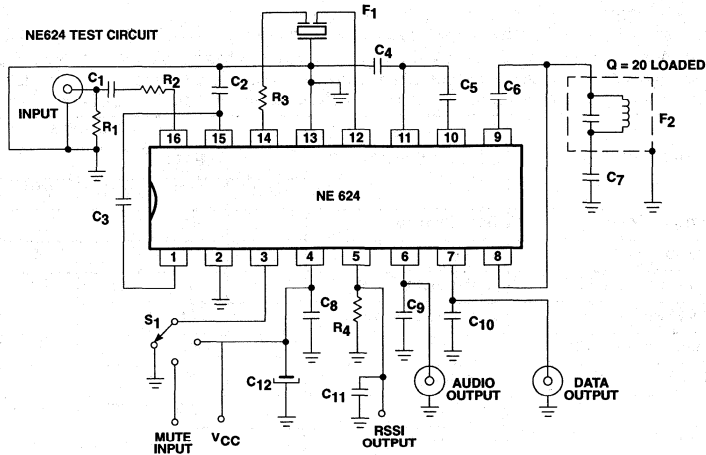 NE624 TEST CIRCUIT
F1
C4
Q = 20 LOADED
INPUT
C1
R2
C2
R3
C5
C6
F2
R1
16 15 14 13 12 11 10 9
C7
C3
NE 624
1 2 3 4 5 6 7 8
S1
C8
R4
C9
C10
C12
C11
AUDIO
OUTPUT
DATA
OUTPUT
MUTE
INPUT
VCC
RSSI
OUTPUT